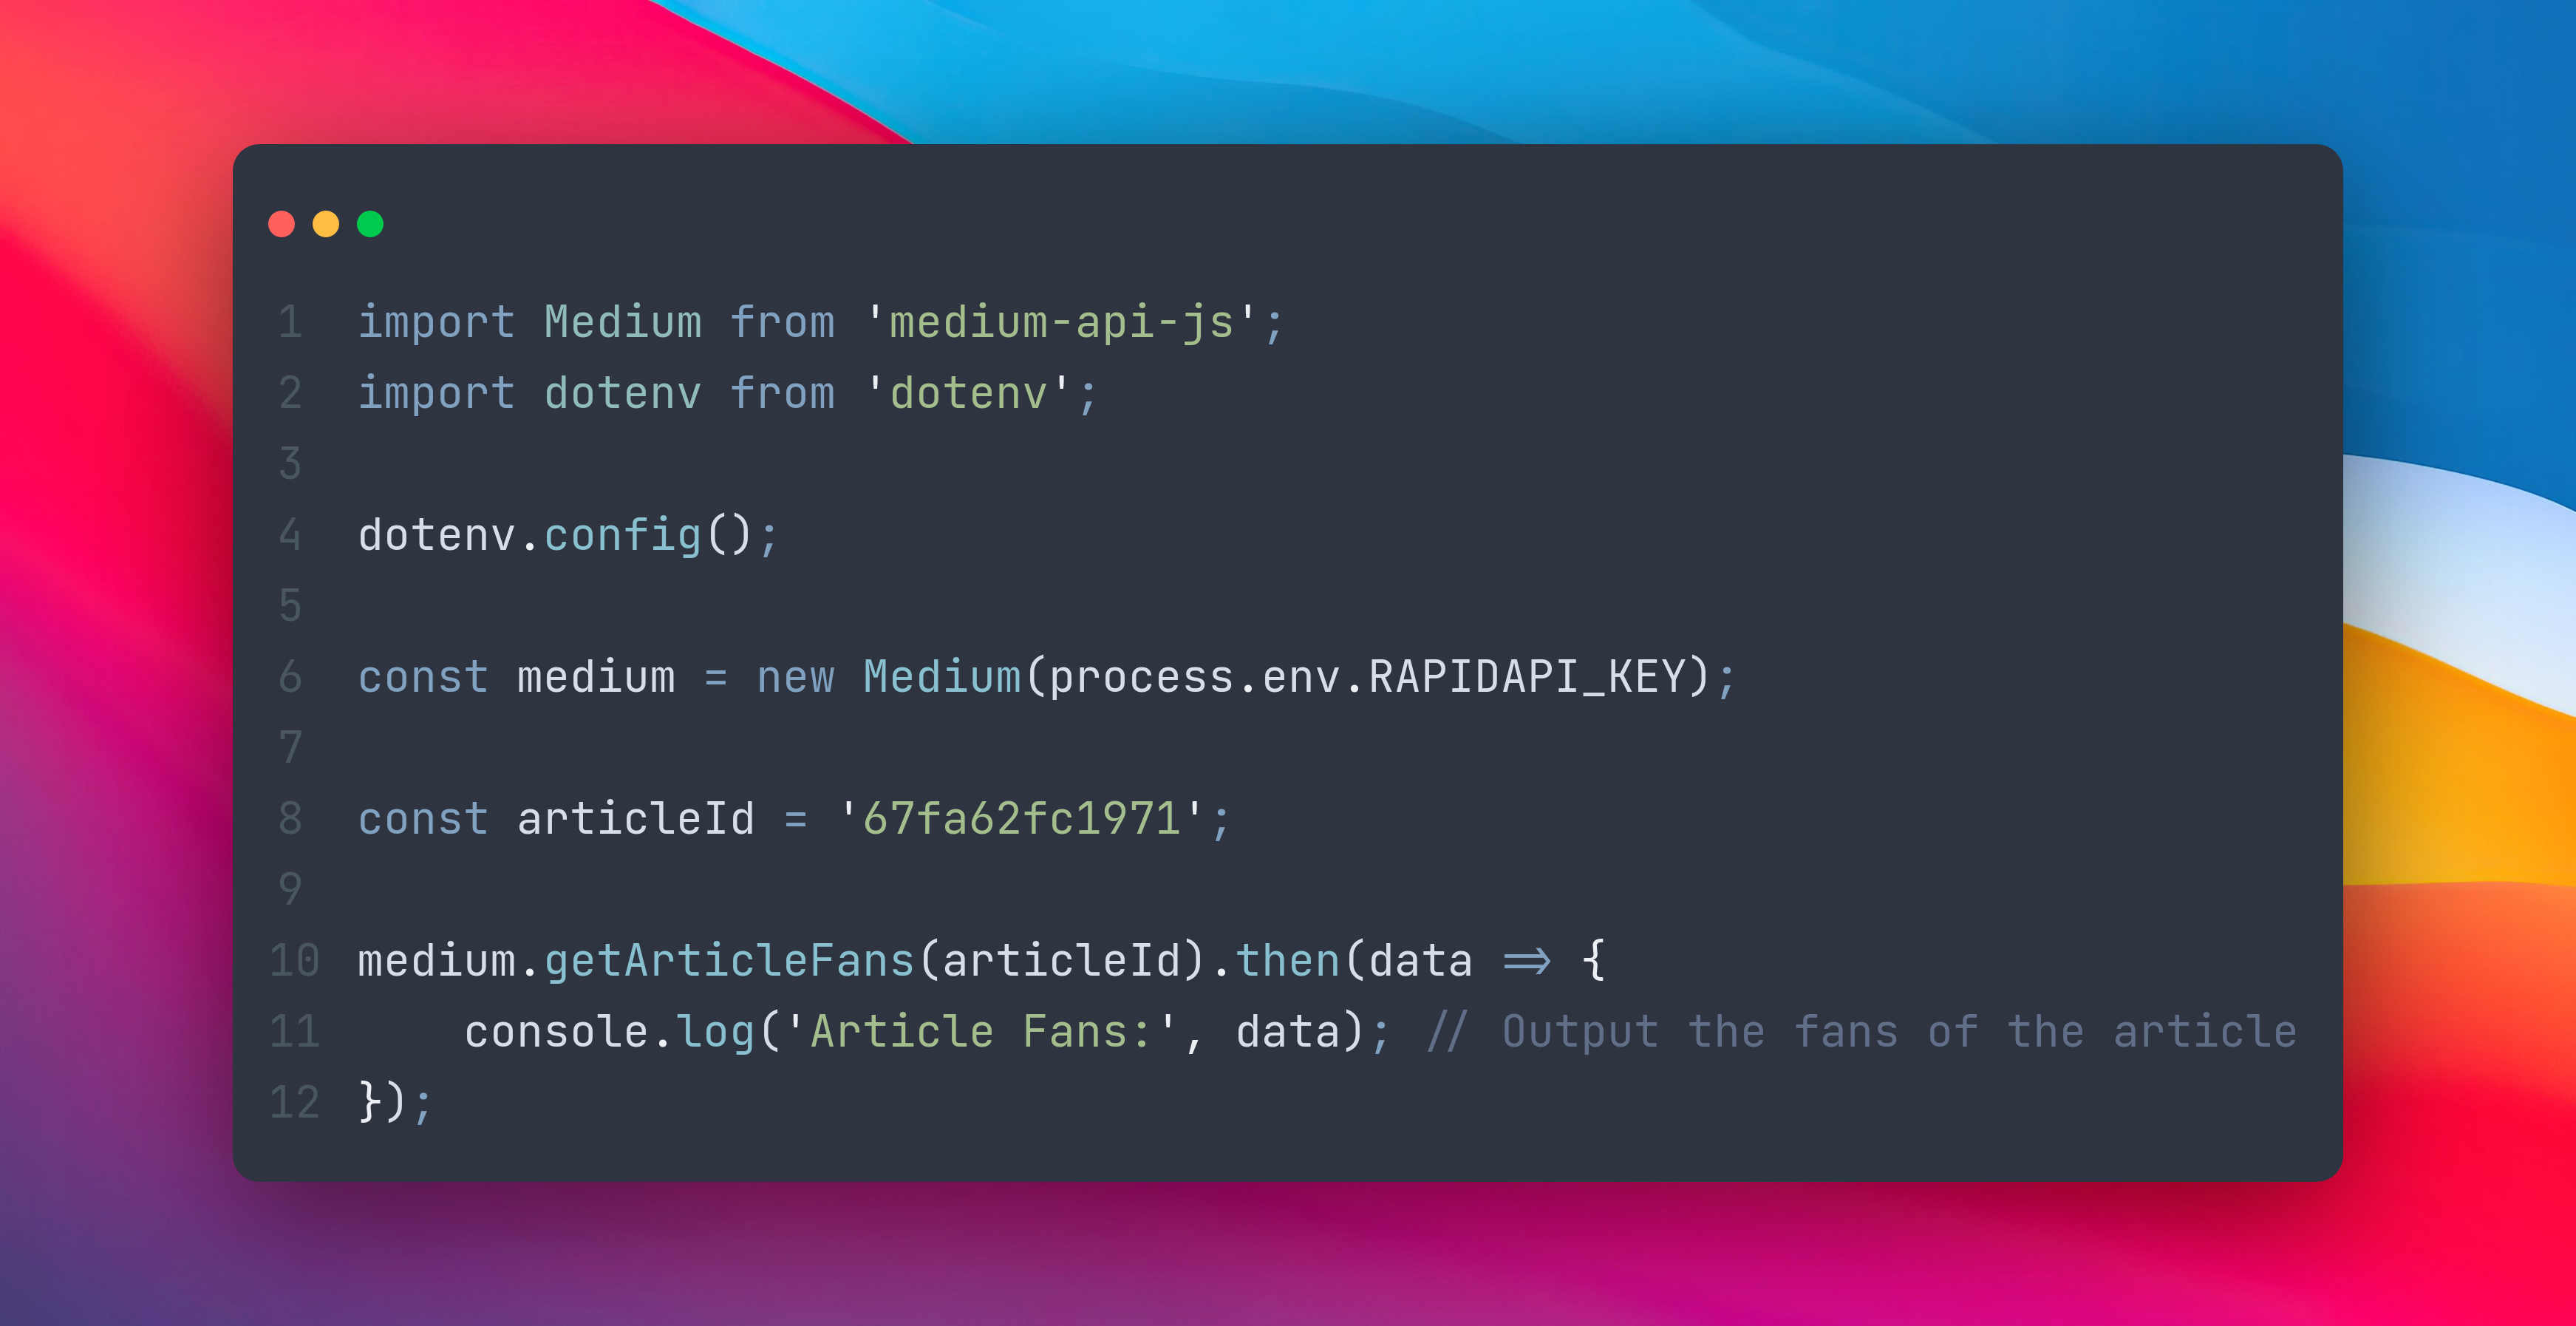 1 import Medium from 'medium-api-js';
2 import dotenv from 'dotenv';
3
4 dotenv.config();
5
6 const medium = new Medium(process.env.RAPIDAPI_KEY);
7
8 const articleId = '67fa62fc1971';
9
10 medium.getArticleFans(articleId).then(data => {
11     console.log('Article Fans:', data); // Output the fans of the article
12 });